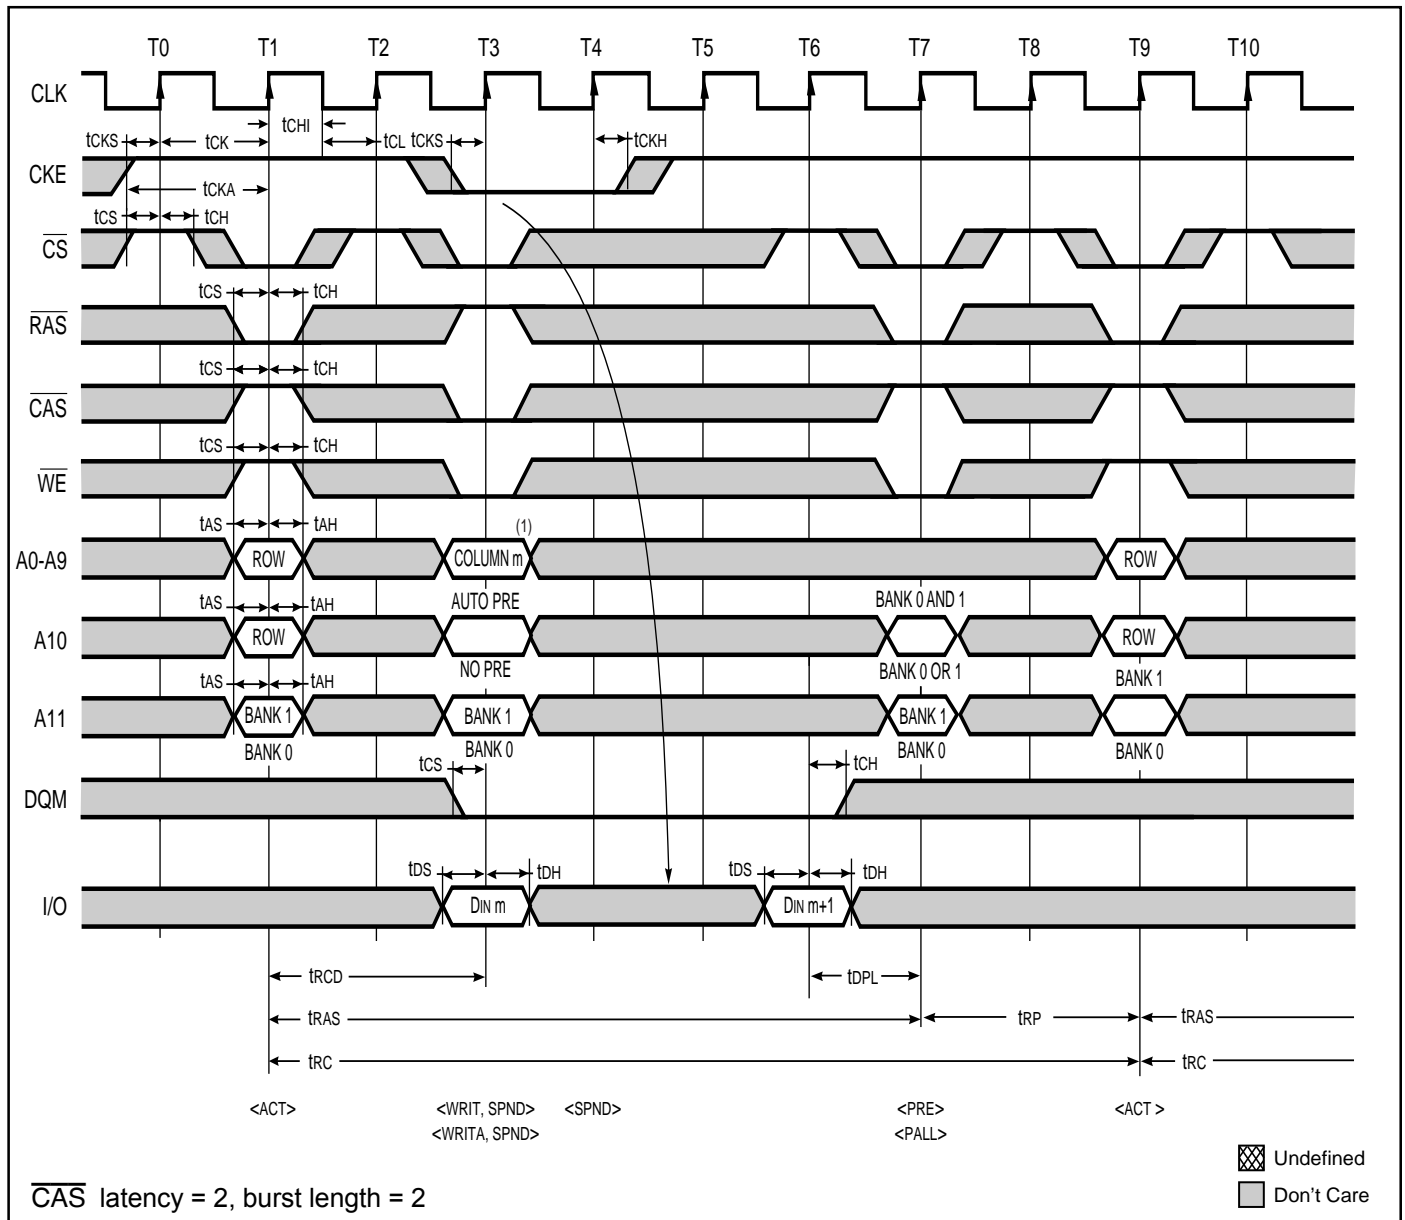 T0 T1 T2 T3 T4 T5 T6 T7 T8 T9 T10
CLK
tCHI
tCKS tCK tCL tCKS tCKH
CKE
tCKA
tCS tCH
CS
tCS tCH
RAS
tCS tCH
CAS
tCS tCH
WE
tAS tAH (1)
A0-A9 ROW COLUMN m ROW
tAS tAH AUTO PRE BANK 0 AND 1
A10 ROW ROW
NO PRE BANK 0 OR 1 BANK 1
tAS tAH
A11 BANK 1 BANK 1 BANK 1
BANK 0 BANK 0 BANK 0 BANK 0
tCS tCH
DQM
tDS tDH tDS tDH
I/O DIN m DIN m+1
tRCD tDPL
tRAS tRP tRAS
tRC tRC
<ACT> <WRIT, SPND> <SPND> <PRE> <ACT >
<WRITA, SPND> <PALL>
Undefined
CAS latency = 2, burst length = 2 Don't Care